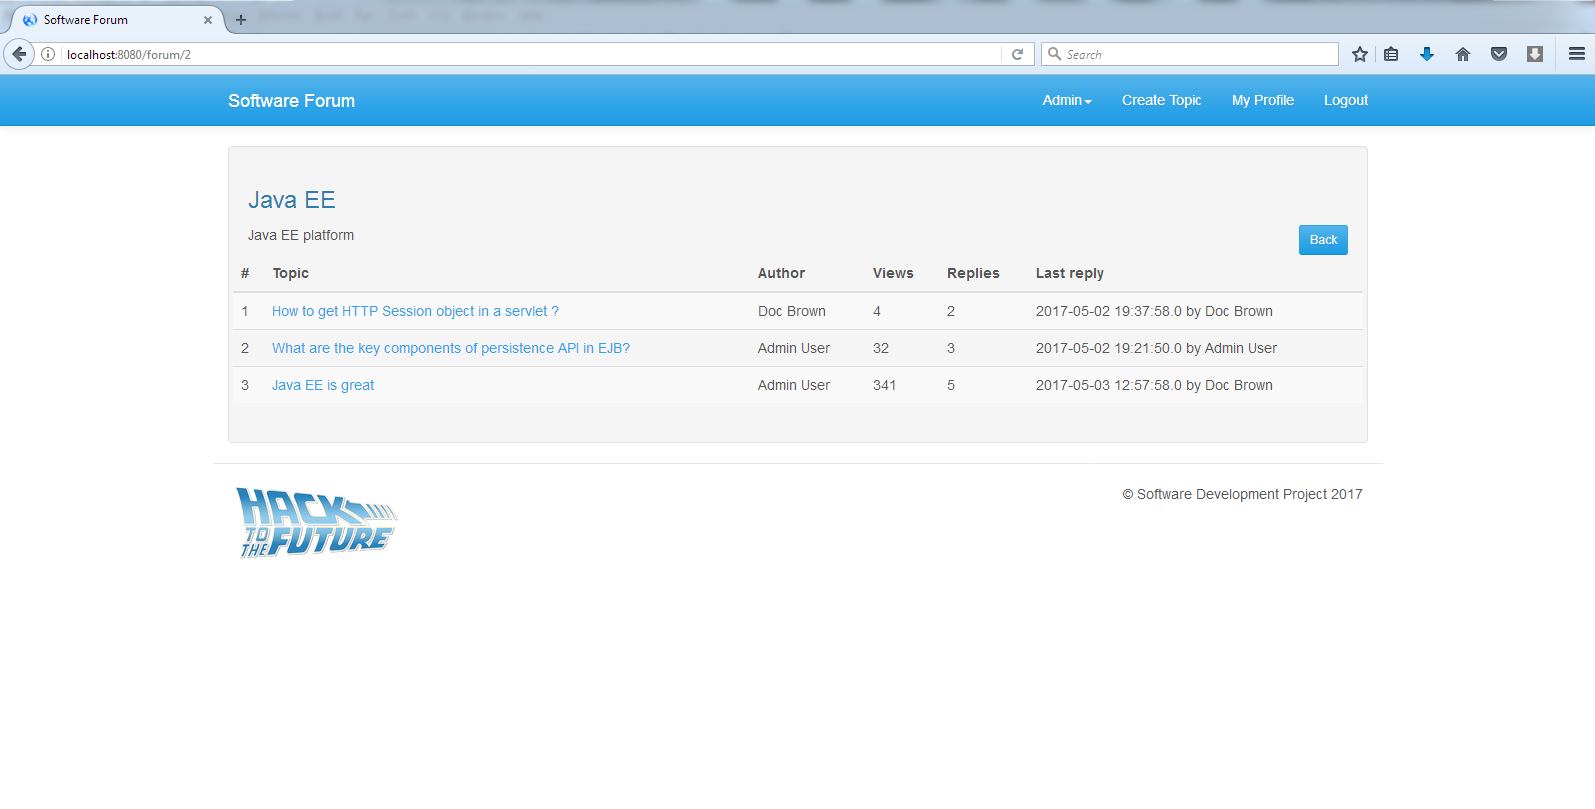 Software Forum
localhost:8080/forum/2
Search
Software Forum Admin Create Topic My Profile Logout
Java EE
Java EE platform
Back
# Topic Author Views Replies Last reply
1 How to get HTTP Session object in a servlet ? Doc Brown 4 2 2017-05-02 19:37:58.0 by Doc Brown
2 What are the key components of persistence API in EJB? Admin User 32 3 2017-05-02 19:21:50.0 by Admin User
3 Java EE is great Admin User 341 5 2017-05-03 12:57:58.0 by Doc Brown
HACK
TO
THE FUTURE
© Software Development Project 2017